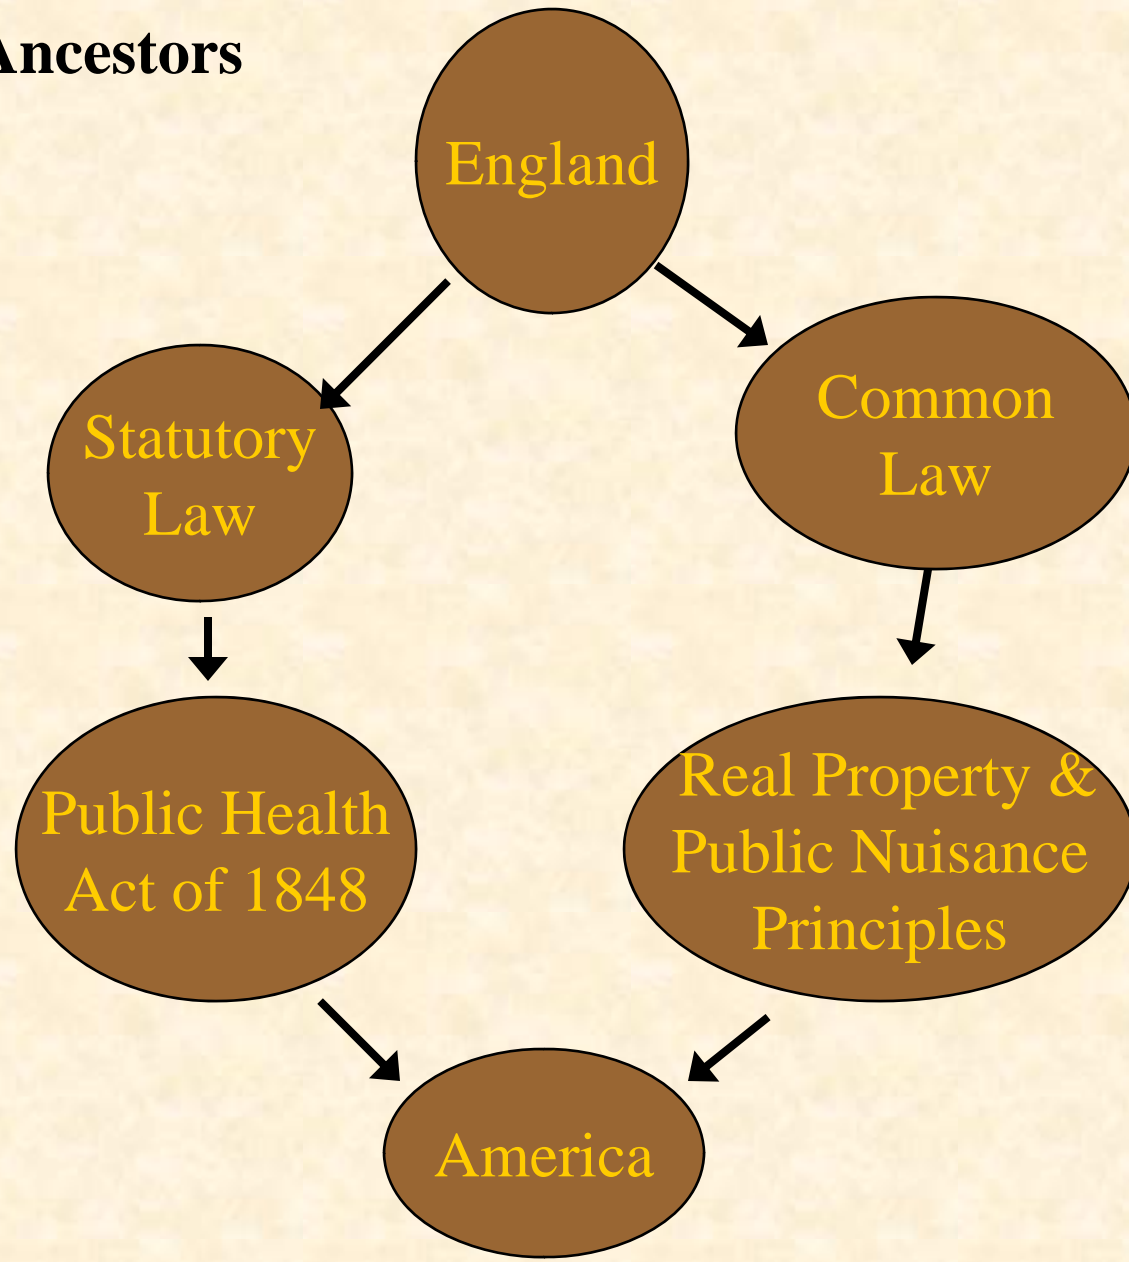 Ancestors
England
Statutory
Law
Common
Law
Public Health
Act of 1848
Real Property &
Public Nuisance
Principles
America